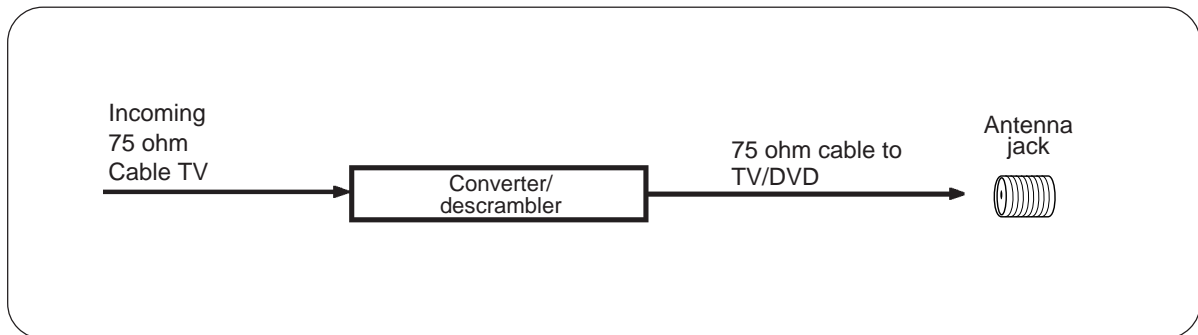 Incoming
75 ohm
Cable TV
Converter/
descrambler
75 ohm cable to
TV/DVD
Antenna
jack